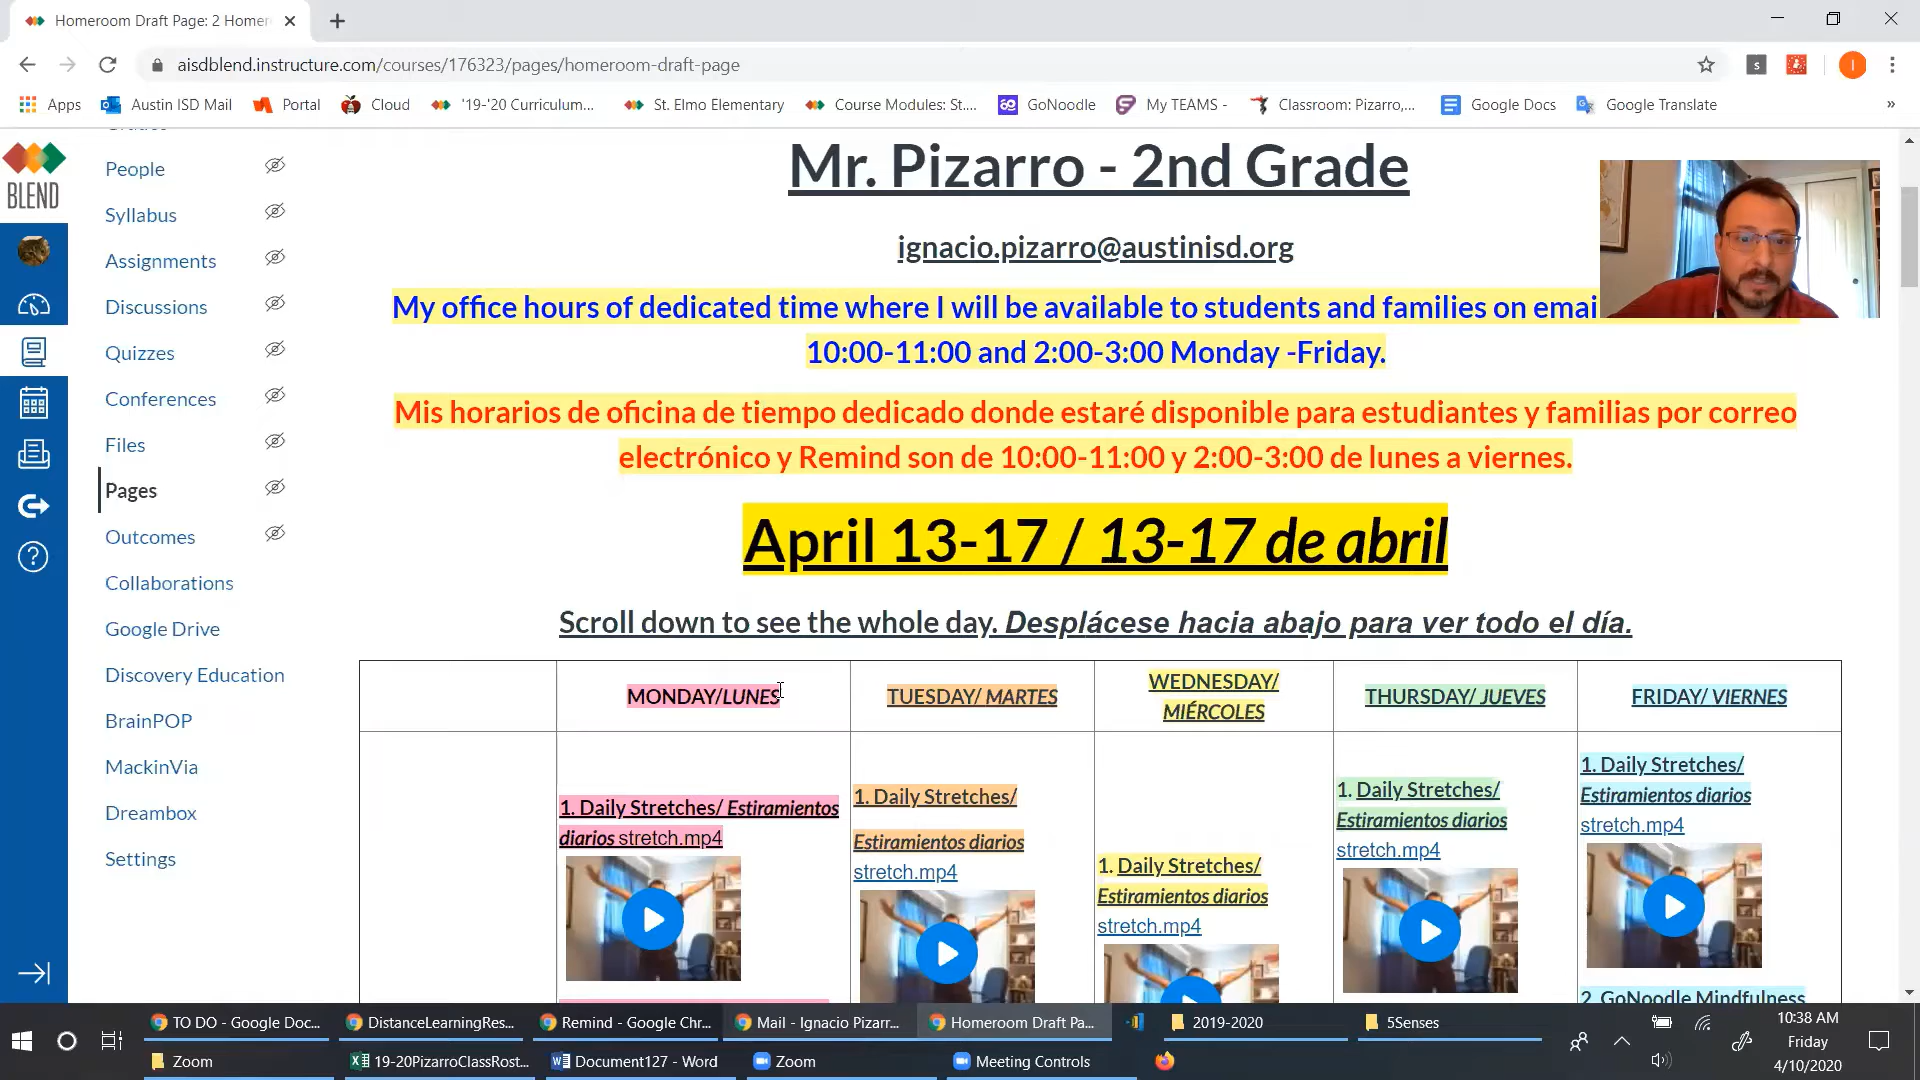 Homeroom Draft Page: 2 Homer
aisdblend.instructure.com/courses/176323/pages/homeroom-draft-page
Apps
Austin ISD Mail
Portal
Cloud
'19-'20 Curriculum...
St. Elmo Elementary
Course Modules: St....
GoNoodle
My TEAMS -
Classroom: Pizarro,...
Google Docs
Google Translate
»
BLEND
People
Syllabus
Assignments
Discussions
Quizzes
Conferences
Files
Pages
Outcomes
Collaborations
Google Drive
Discovery Education
BrainPOP
MackinVia
Dreambox
Settings
Mr. Pizarro - 2nd Grade
ignacio.pizarro@austinisd.org
My office hours of dedicated time where I will be available to students and families on emai
10:00-11:00 and 2:00-3:00 Monday -Friday.
Mis horarios de oficina de tiempo dedicado donde estaré disponible para estudiantes y familias por correo
electrónico y Remind son de 10:00-11:00 y 2:00-3:00 de lunes a viernes.
April 13-17 / 13-17 de abril
Scroll down to see the whole day. Desplácese hacia abajo para ver todo el día.
MONDAY/LUNES
TUESDAY/ MARTES
WEDNESDAY/
MIÉRCOLES
THURSDAY/ JUEVES
FRIDAY/ VIERNES
1. Daily Stretches/ Estiramientos
diarios stretch.mp4
1. Daily Stretches/
Estiramientos diarios
stretch.mp4
1. Daily Stretches/
Estiramientos diarios
stretch.mp4
1. Daily Stretches/
Estiramientos diarios
stretch.mp4
1. Daily Stretches/
Estiramientos diarios
stretch.mp4
2. GoNoodle Mindfulness
TO DO - Google Doc...
DistanceLearningRes...
Remind - Google Chr...
Mail - Ignacio Pizarr...
Homeroom Draft Pa...
2019-2020
5Senses
Zoom
19-20PizarroClassRost...
Document127 - Word
Zoom
Meeting Controls
10:38 AM
Friday
4/10/2020